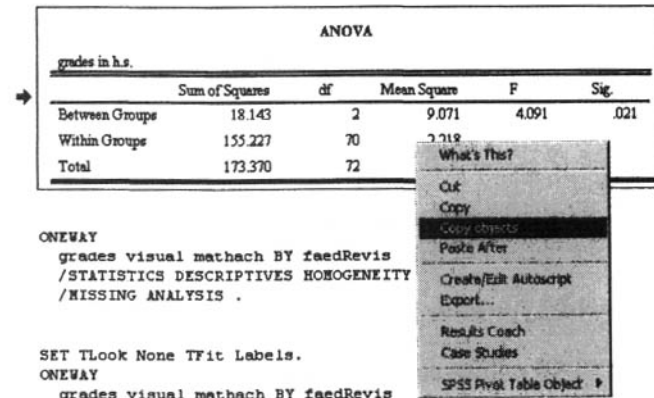 ANOVA
grades in h.s.
Sum of Squares df Mean Square F Sig.
Between Groups 18.143 2 9.071 4.091 .021
Within Groups 155.227 70 2.218
Total 173.370 72
What's This?
Cut
Copy
Copy objects
Paste After
Create/Edit Autoscript
Export...
Results Coach
Case Studies
SPSS Pivot Table Object
ONEWAY
grades visual mathach BY faedRevis
/STATISTICS DESCRIPTIVES HOMOGENEITY
/MISSING ANALYSIS .
SET TLook None TFit Labels.
ONEWAY
grades visual mathach BY faedRevis